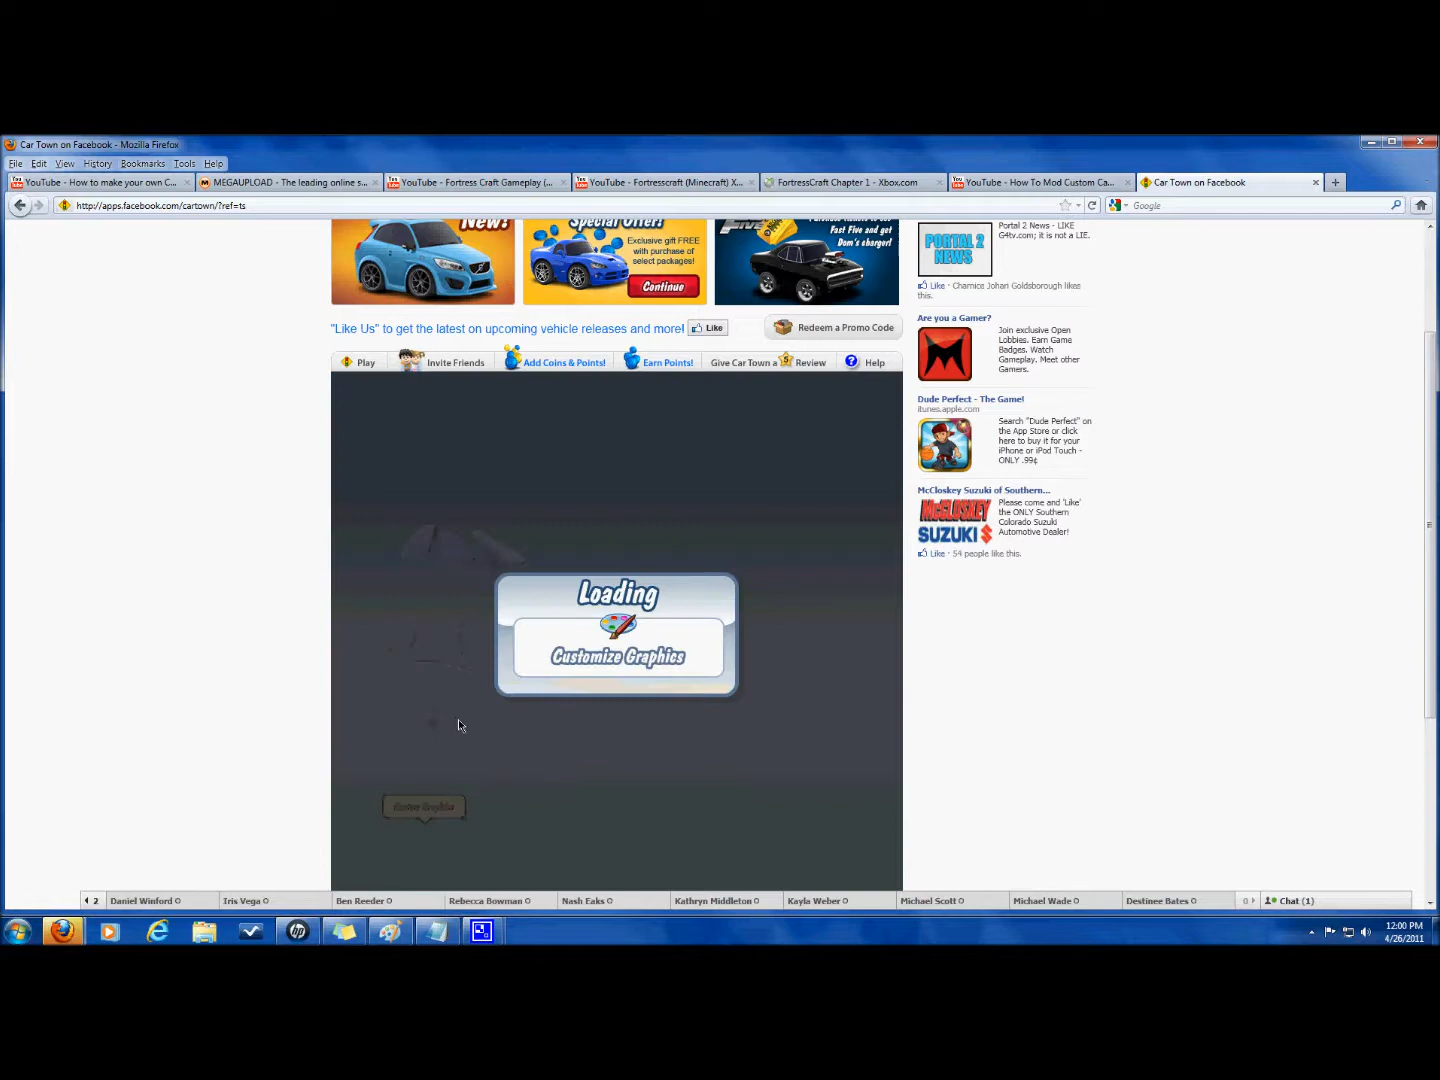 Car Town on Facebook - Mozilla Firefox
File Edit View History Bookmarks Tools Help
YouTube - How to make your own C...
MEGAUPLOAD - The leading online s...
YouTube - Fortress Craft Gameplay (...
YouTube - Fortresscraft (Minecraft) X...
FortressCraft Chapter 1 - Xbox.com
YouTube - How To Mod Custom Ca...
Car Town on Facebook
http://apps.facebook.com/cartown/?ref=ts
Google
New!
Special Offer!
Exclusive gift FREE
with purchase of
select packages!
Continue
Fast Five and get
Dom's charger!
"Like Us" to get the latest on upcoming vehicle releases and more!
Like
Redeem a Promo Code
Play Invite Friends Add Coins & Points! Earn Points! Give Car Town a 5 Review Help
Loading
Customize Graphics
Custom Graphics
PORTAL 2
NEWS
Portal 2 News - LIKE
G4tv.com; it is not a LIE.
Like · Charnice Johan Goldsborough likes
this.
Are you a Gamer?
Join exclusive Open
Lobbies. Earn Game
Badges. Watch
Gameplay. Meet other
Gamers.
Dude Perfect - The Game!
itunes.apple.com
Search "Dude Perfect" on
the App Store or click
here to buy it for your
iPhone or iPod Touch -
ONLY .99¢
McCloskey Suzuki of Southern...
McCLOSKEY
SUZUKI
Please come and 'Like'
the ONLY Southern
Colorado Suzuki
Automotive Dealer!
Like · 54 people like this.
2 Daniel Winford Iris Vega Ben Reeder Rebecca Bowman Nash Eaks Kathryn Middleton Kayla Weber Michael Scott Michael Wade Destinee Bates 0 Chat (1)
hp
12:00 PM
4/26/2011